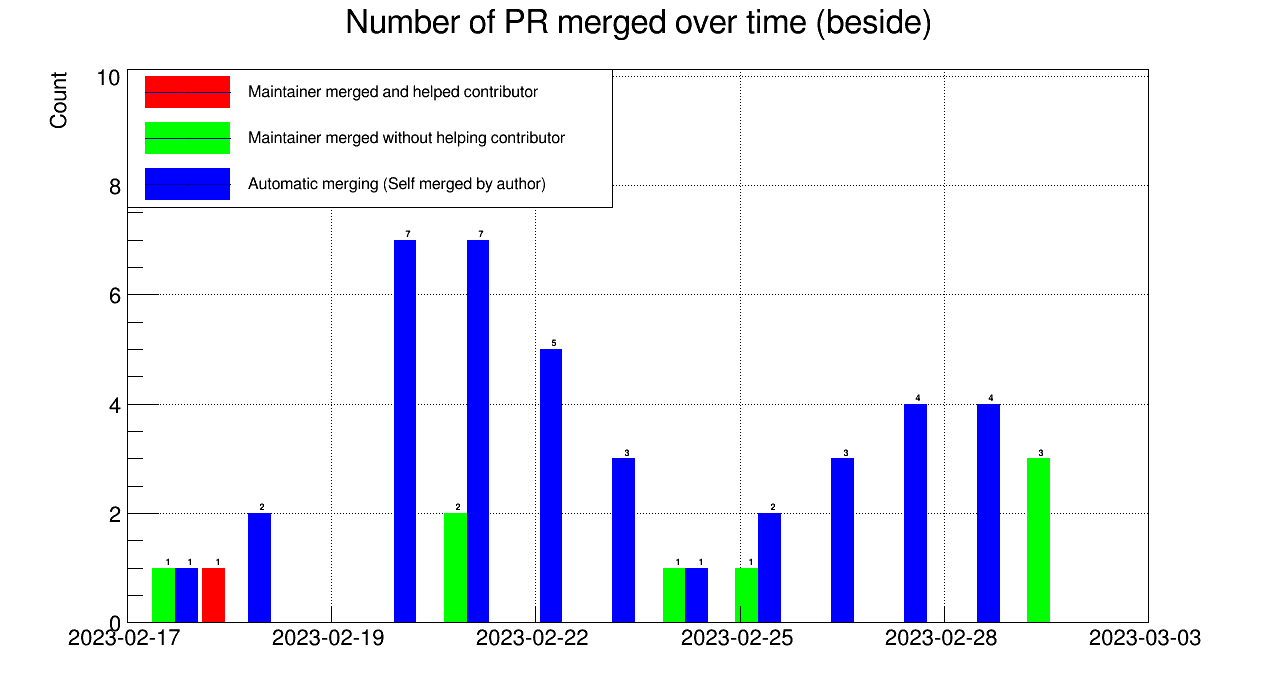 Number of PR merged over time (beside)
Count
10
8
6
4
2
0
Maintainer merged and helped contributor
Maintainer merged without helping contributor
Automatic merging (Self merged by author)
1 1 1 2 7 2 7 5 3 1 1 1 2 3 4 4 3
2023-02-17 2023-02-19 2023-02-22 2023-02-25 2023-02-28 2023-03-03